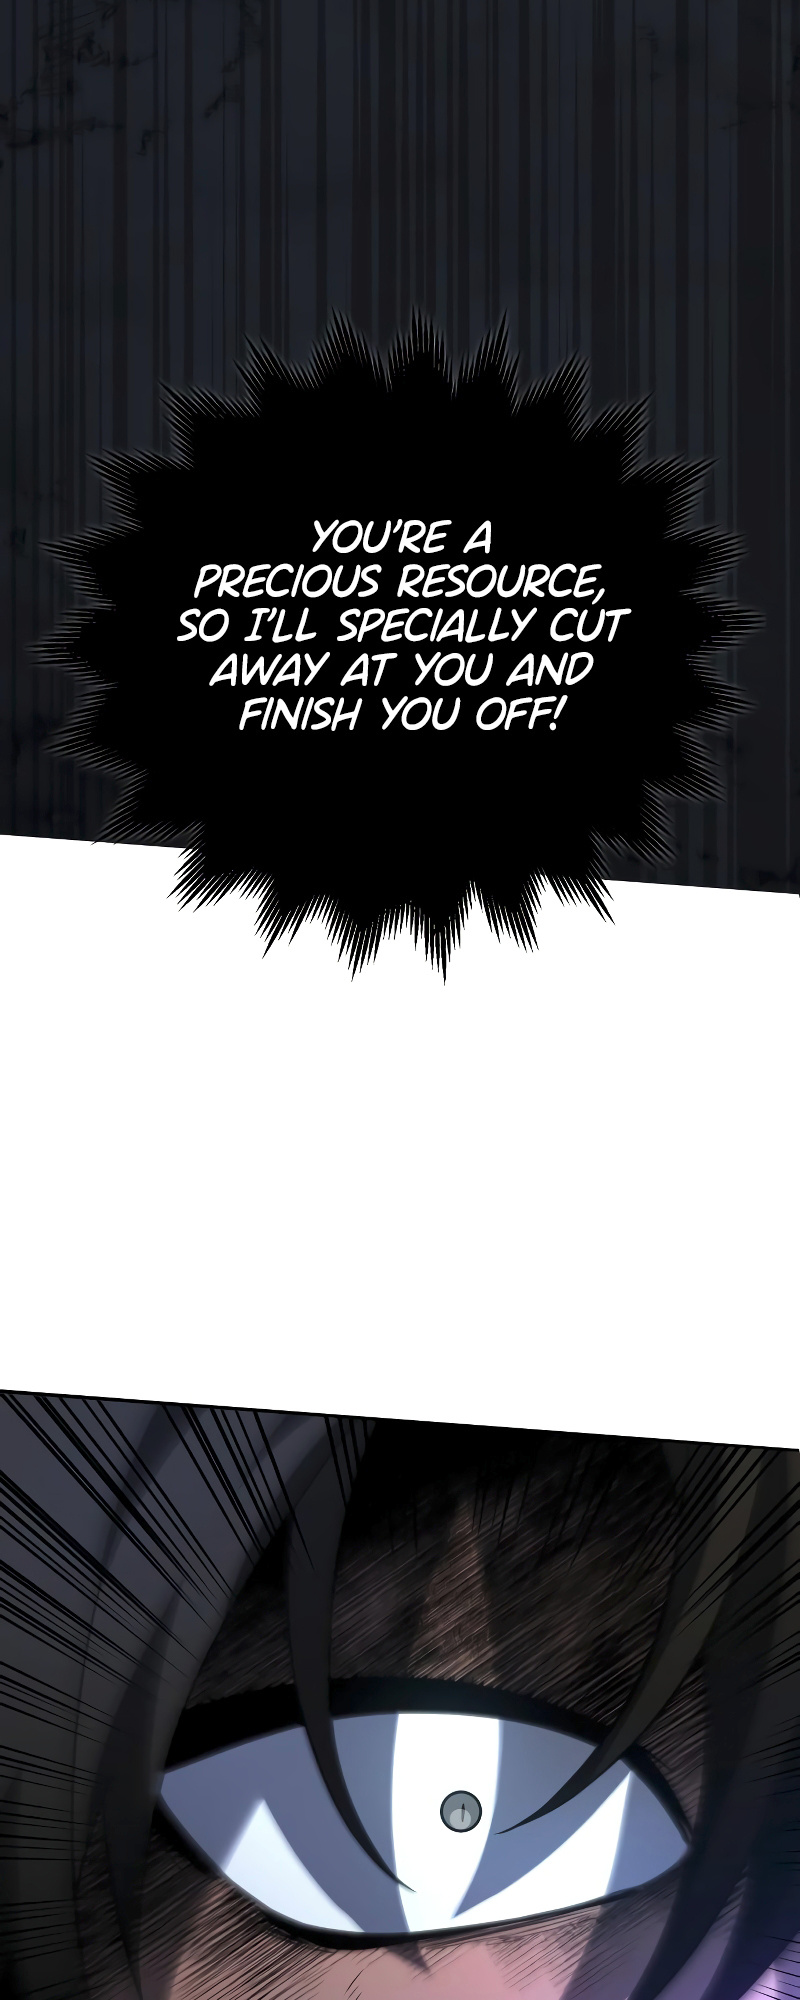 YOU'RE A
PRECIOUS RESOURCE,
SO I'LL SPECIALLY CUT
AWAY AT YOU AND
FINISH YOU OFF!